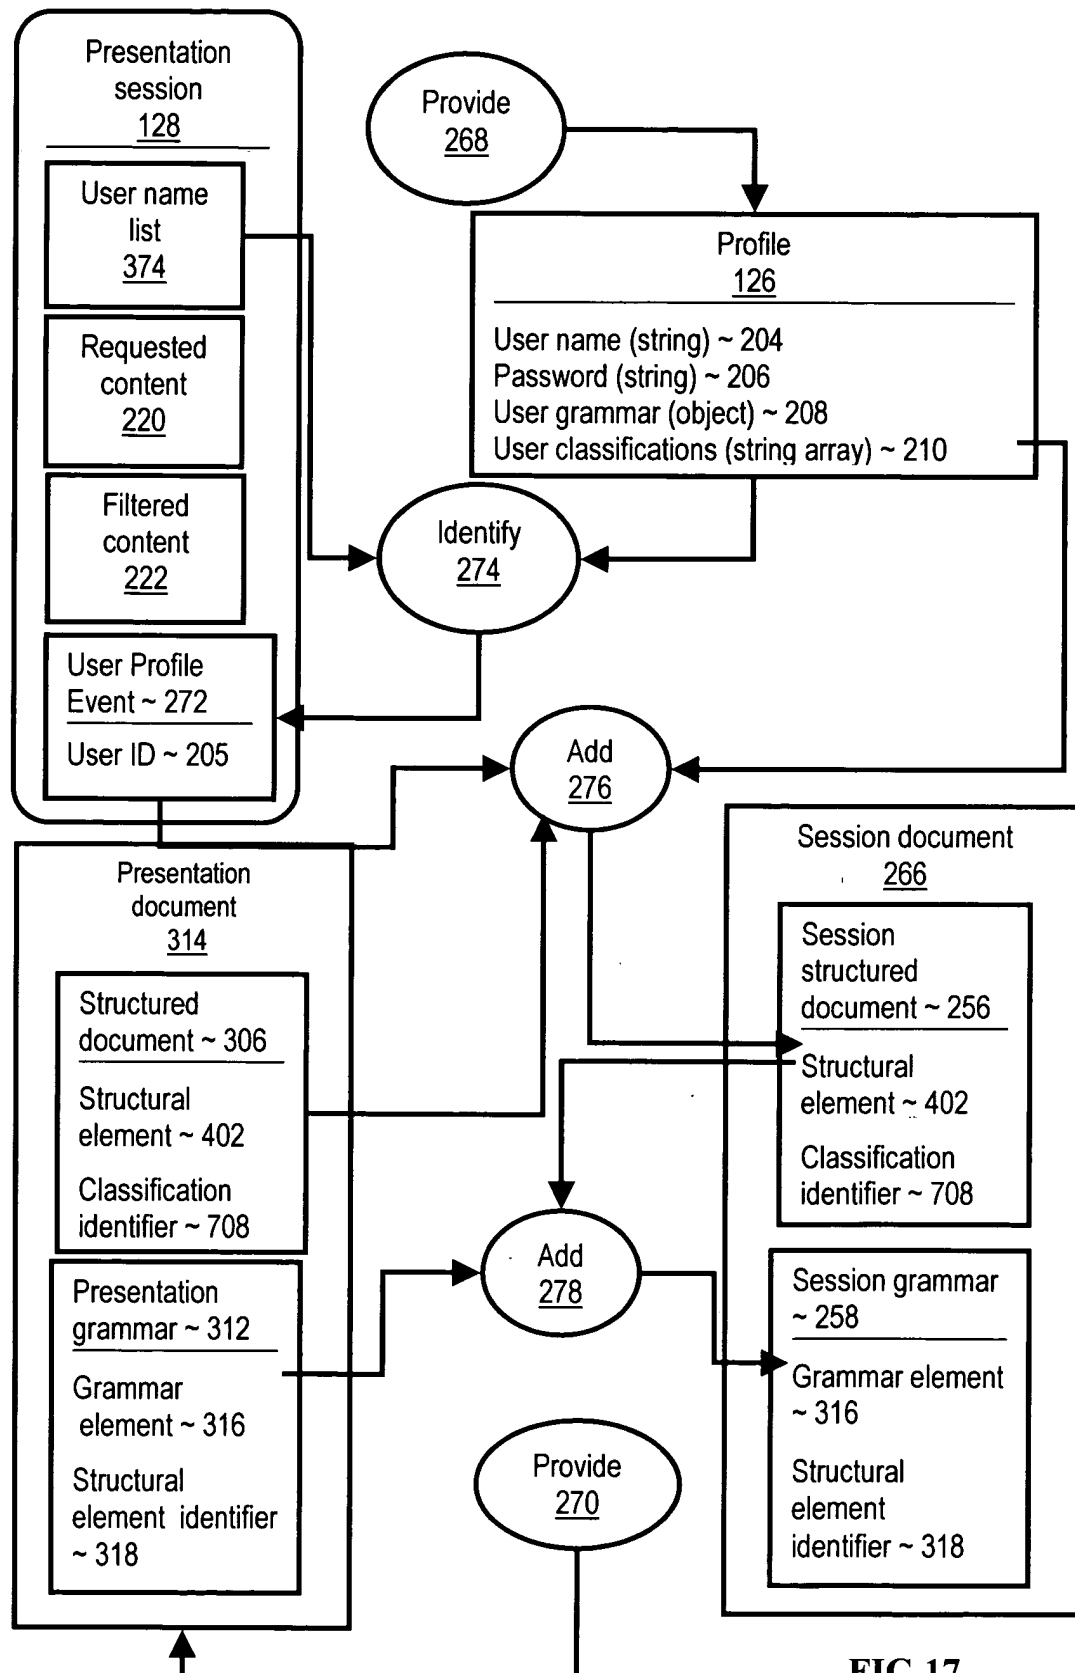 Presentation
session
128
User name
list
374
Requested
content
220
Filtered
content
222
User Profile
Event ~ 272
User ID ~ 205
Provide
268
Profile
126
User name (string) ~ 204
Password (string) ~ 206
User grammar (object) ~ 208
User classifications (string array) ~ 210
Identify
274
Add
276
Presentation
document
314
Structured
document ~ 306
Structural
element ~ 402
Classification
identifier ~ 708
Presentation
grammar ~ 312
Grammar
element ~ 316
Structural
element identifier
~ 318
Add
278
Provide
270
Session document
266
Session
structured
document ~ 256
Structural
element ~ 402
Classification
identifier ~ 708
Session grammar
~ 258
Grammar element
~ 316
Structural
element
identifier ~ 318
FIG 17